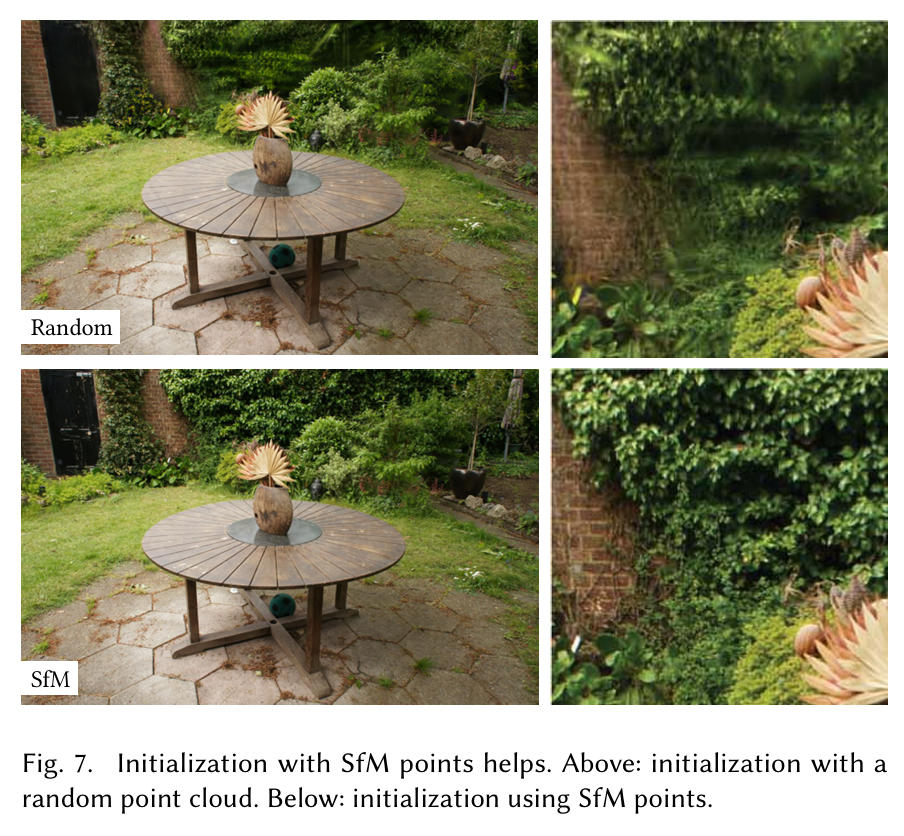 Random
SfM
Fig. 7. Initialization with SfM points helps. Above: initialization with a
random point cloud. Below: initialization using SfM points.